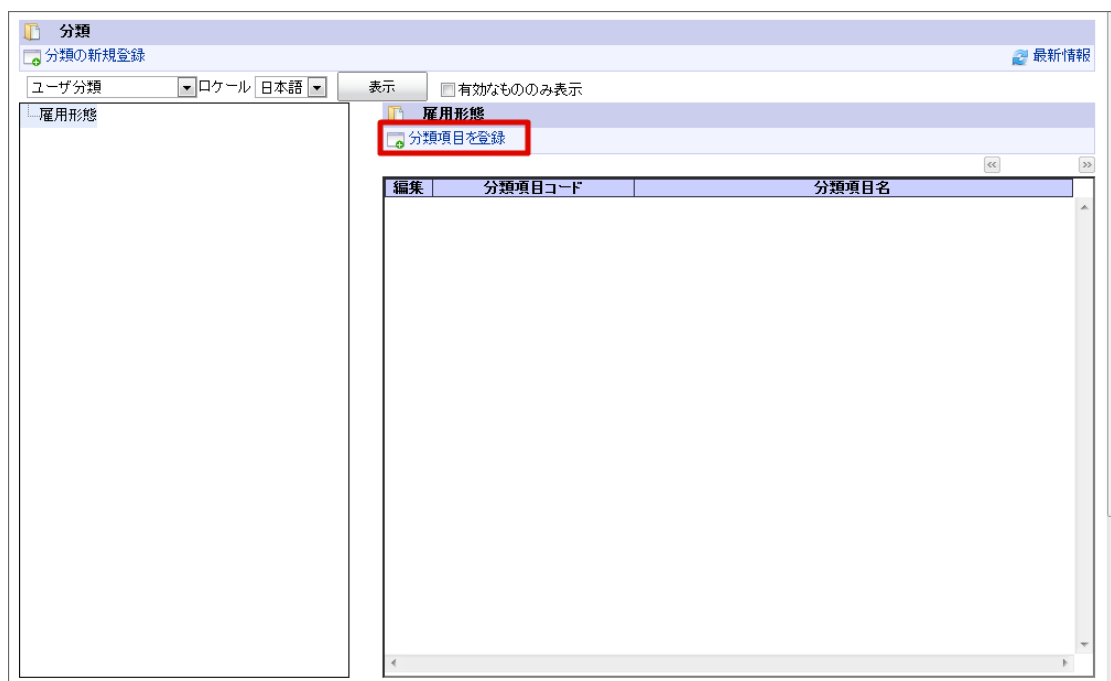 分類
分類の新規登録 最新情報
ユーザ分類 ロケール 日本語 表示 有効なもののみ表示
雇用形態
雇用形態
分類項目を登録
<< >>
編集 分類項目コード 分類項目名